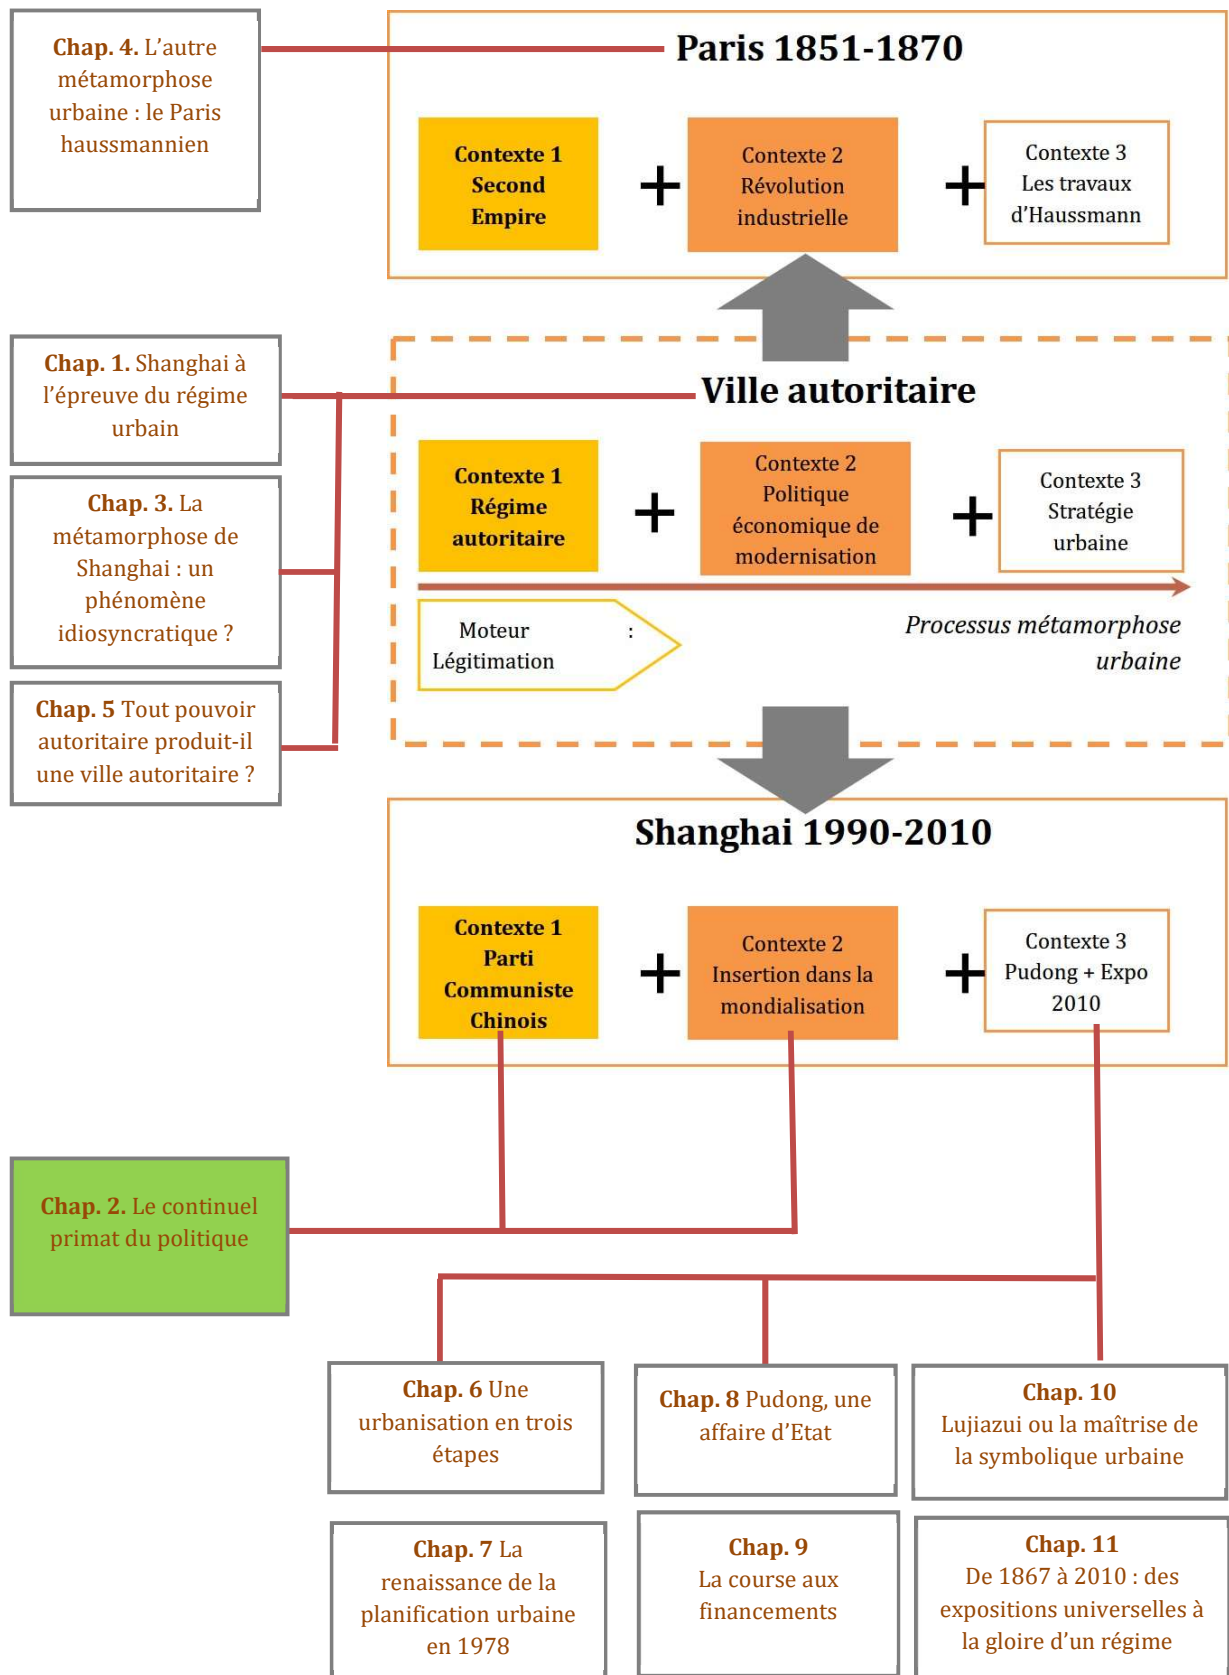 Chap. 4. L’autre
métamorphose
urbaine : le Paris
haussmannien
Paris 1851-1870
Contexte 1
Second
Empire
+
Contexte 2
Révolution
industrielle
+
Contexte 3
Les travaux
d’Haussmann
Chap. 1. Shanghai à
l’épreuve du régime
urbain
Chap. 3. La
métamorphose de
Shanghai : un
phénomène
idiosyncratique ?
Chap. 5 Tout pouvoir
autoritaire produit-il
une ville autoritaire ?
Ville autoritaire
Contexte 1
Régime
autoritaire
+
Contexte 2
Politique
économique de
modernisation
+
Contexte 3
Stratégie
urbaine
Moteur :
Légitimation
Processus métamorphose
urbaine
Shanghai 1990-2010
Contexte 1
Parti
Communiste
Chinois
+
Contexte 2
Insertion dans la
mondialisation
+
Contexte 3
Pudong + Expo
2010
Chap. 2. Le continuel
primat du politique
Chap. 6 Une
urbanisation en trois
étapes
Chap. 8 Pudong, une
affaire d’Etat
Chap. 10
Lujiazui ou la maîtrise de
la symbolique urbaine
Chap. 7 La
renaissance de la
planification urbaine
en 1978
Chap. 9
La course aux
financements
Chap. 11
De 1867 à 2010 : des
expositions universelles à
la gloire d’un régime